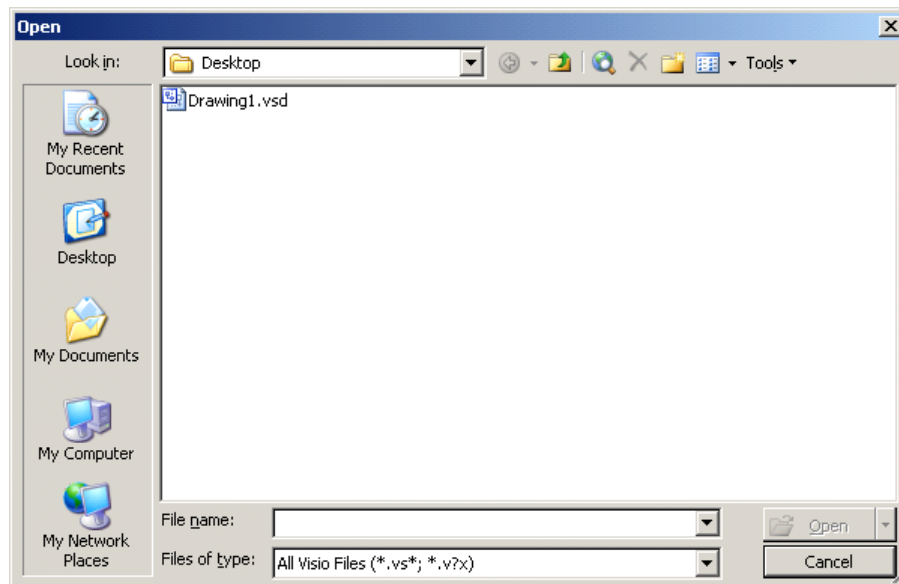 Open
Look in:
Desktop
Tools
Drawing1.vsd
My Recent
Documents
Desktop
My Documents
My Computer
My Network
Places
File name:
Open
Files of type:
All Visio Files (*.vs*; *.v?x)
Cancel